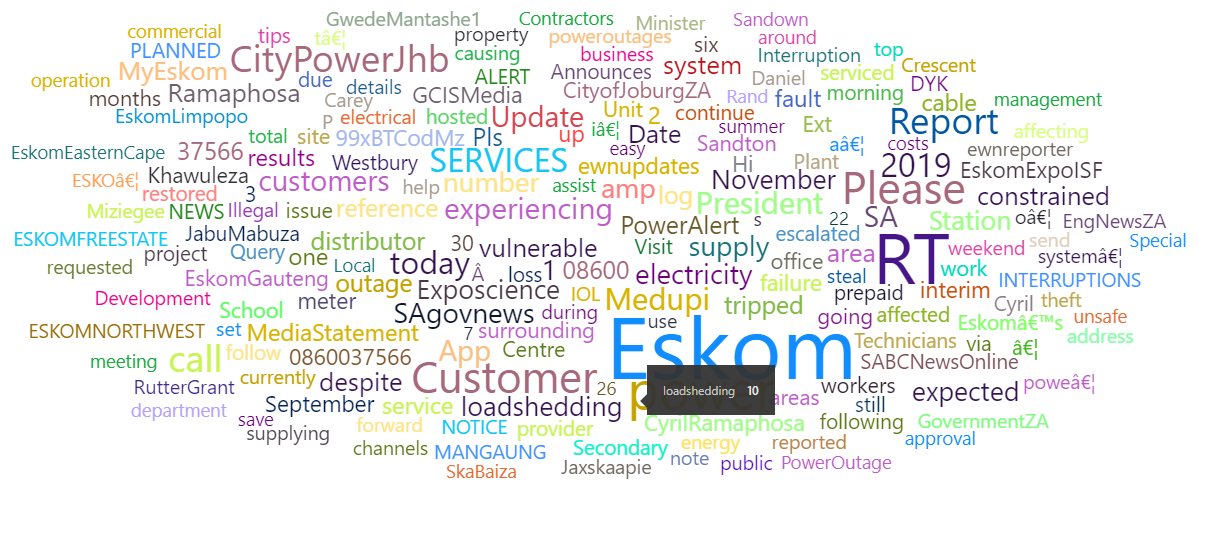 GwedeMantashe1 Contractors Minister Sandown
commercial tips tâ€¦ property poweroutages around
PLANNED CityPowerJhb causing business six Interruption top
operation MyEskom due ALERT Announces system Daniel serviced Crescent
months Ramaphosa details GCISMedia CityofJoburgZA Rand fault morning DYK
EskomLimpopo Carey P electrical hosted Update Unit 2 continue cable management
total site 99xBTCodMz Pls up iâ€¦ Date summer Ext Report affecting
EskomEasternCape 37566 results Westbury SERVICES easy ewnupdates Sandton Hi Plant aâ€¦ costs 2019 ewnreporter
ESKOâ€¦ Khawuleza customers help number assist amp log November Please EskomExpoISF
restored 3 constrained
Miziegee NEWS Illegal issue reference experiencing PowerAlert President s 22 SA Station oâ€¦ EngNewsZA
ESKOMFREESTATE JabuMabuza distributor 30 vulnerable Visit supply escalated RT weekend send Special
requested project Query one Local today Â loss 1 08600 electricity office area steal work systemâ€¦
EskomGauteng outage Exposcience IOL Medupi failure prepaid interim INTERRUPTIONS
Development School meter SAgovnews during tripped going affected Cyril theft unsafe
ESKOMNORTHWEST set MediaStatement 7 surrounding Eskom use Technicians via Eskomâ€™s address
meeting call follow 0860037566 App Centre SABCNewsOnline â€¦
RutterGrant currently despite Customer 26 loadshedding 10 areas workers expected poweâ€¦
department September service loadshedding still
save supplying forward NOTICE provider CyrilRamaphosa following GovernmentZA
channels MANGAUNG Secondary energy reported approval
SkaBaiza Jaxskaapie note public PowerOutage